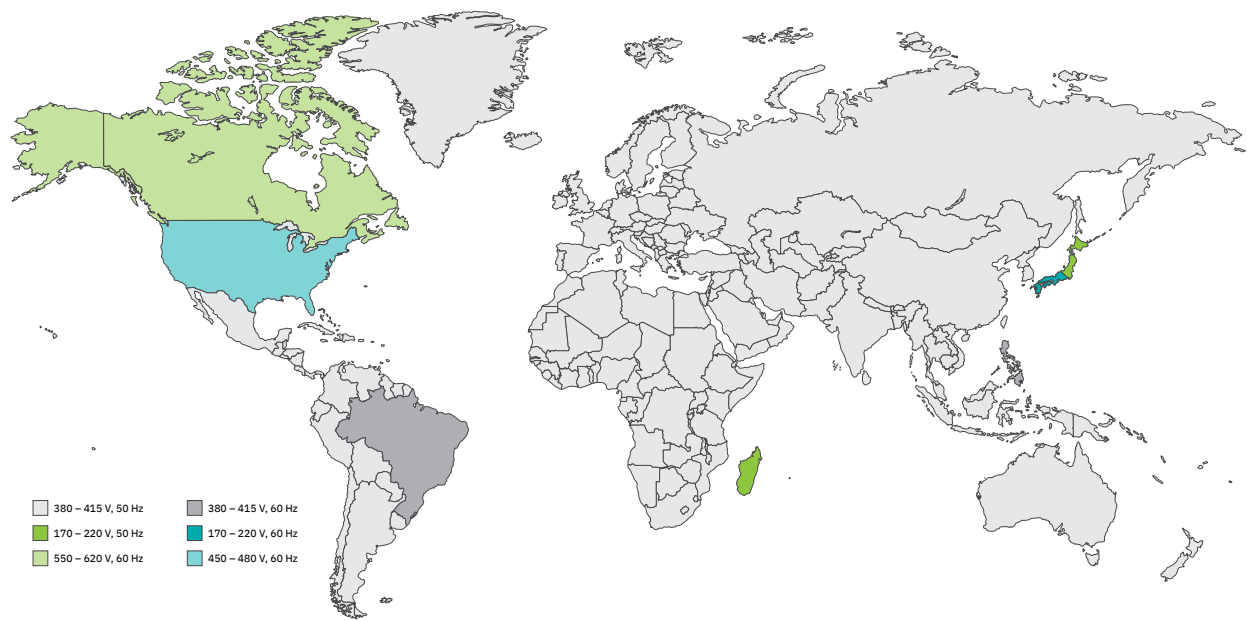 380 – 415 V, 50 Hz
170 – 220 V, 50 Hz
550 – 620 V, 60 Hz
380 – 415 V, 60 Hz
170 – 220 V, 60 Hz
450 – 480 V, 60 Hz